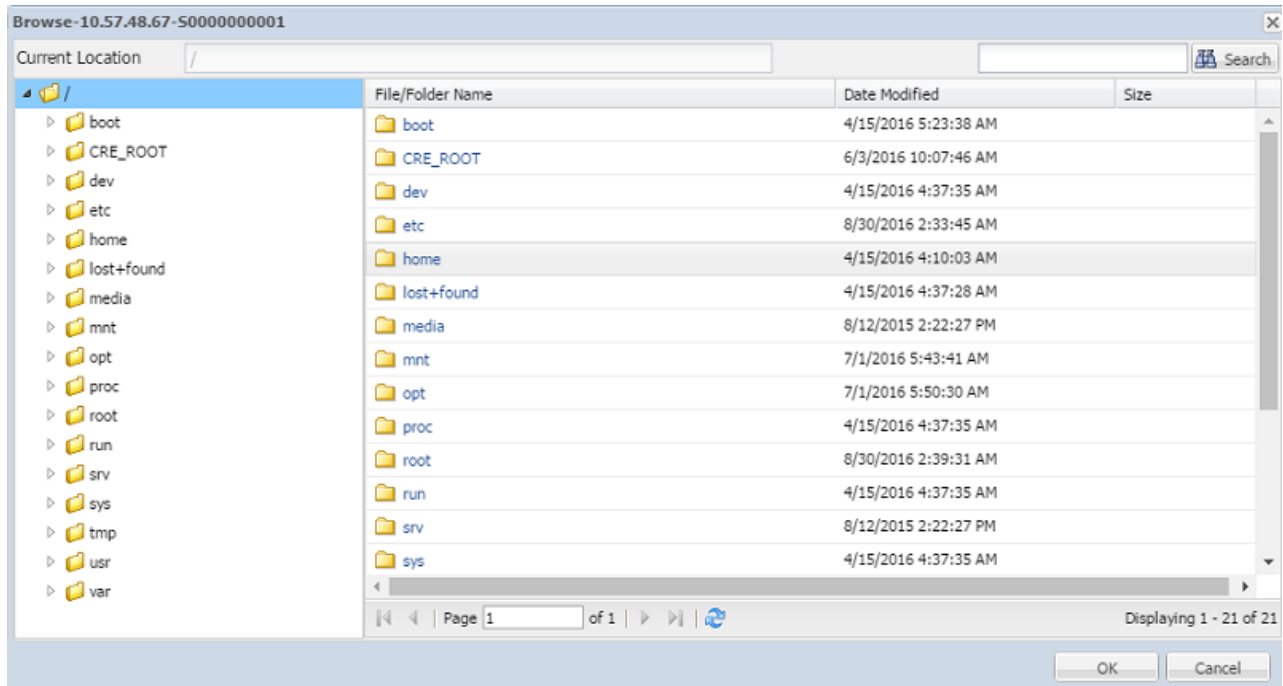 Browse-10.57.48.67-S0000000001
Current Location / Search
/
boot
CRE_ROOT
dev
etc
home
lost+found
media
mnt
opt
proc
root
run
srv
sys
tmp
usr
var
File/Folder Name Date Modified Size
boot 4/15/2016 5:23:38 AM
CRE_ROOT 6/3/2016 10:07:46 AM
dev 4/15/2016 4:37:35 AM
etc 8/30/2016 2:33:45 AM
home 4/15/2016 4:10:03 AM
lost+found 4/15/2016 4:37:28 AM
media 8/12/2015 2:22:27 PM
mnt 7/1/2016 5:43:41 AM
opt 7/1/2016 5:50:30 AM
proc 4/15/2016 4:37:35 AM
root 8/30/2016 2:39:31 AM
run 4/15/2016 4:37:35 AM
srv 8/12/2015 2:22:27 PM
sys 4/15/2016 4:37:35 AM
Page 1 of 1 Displaying 1 - 21 of 21
OK Cancel